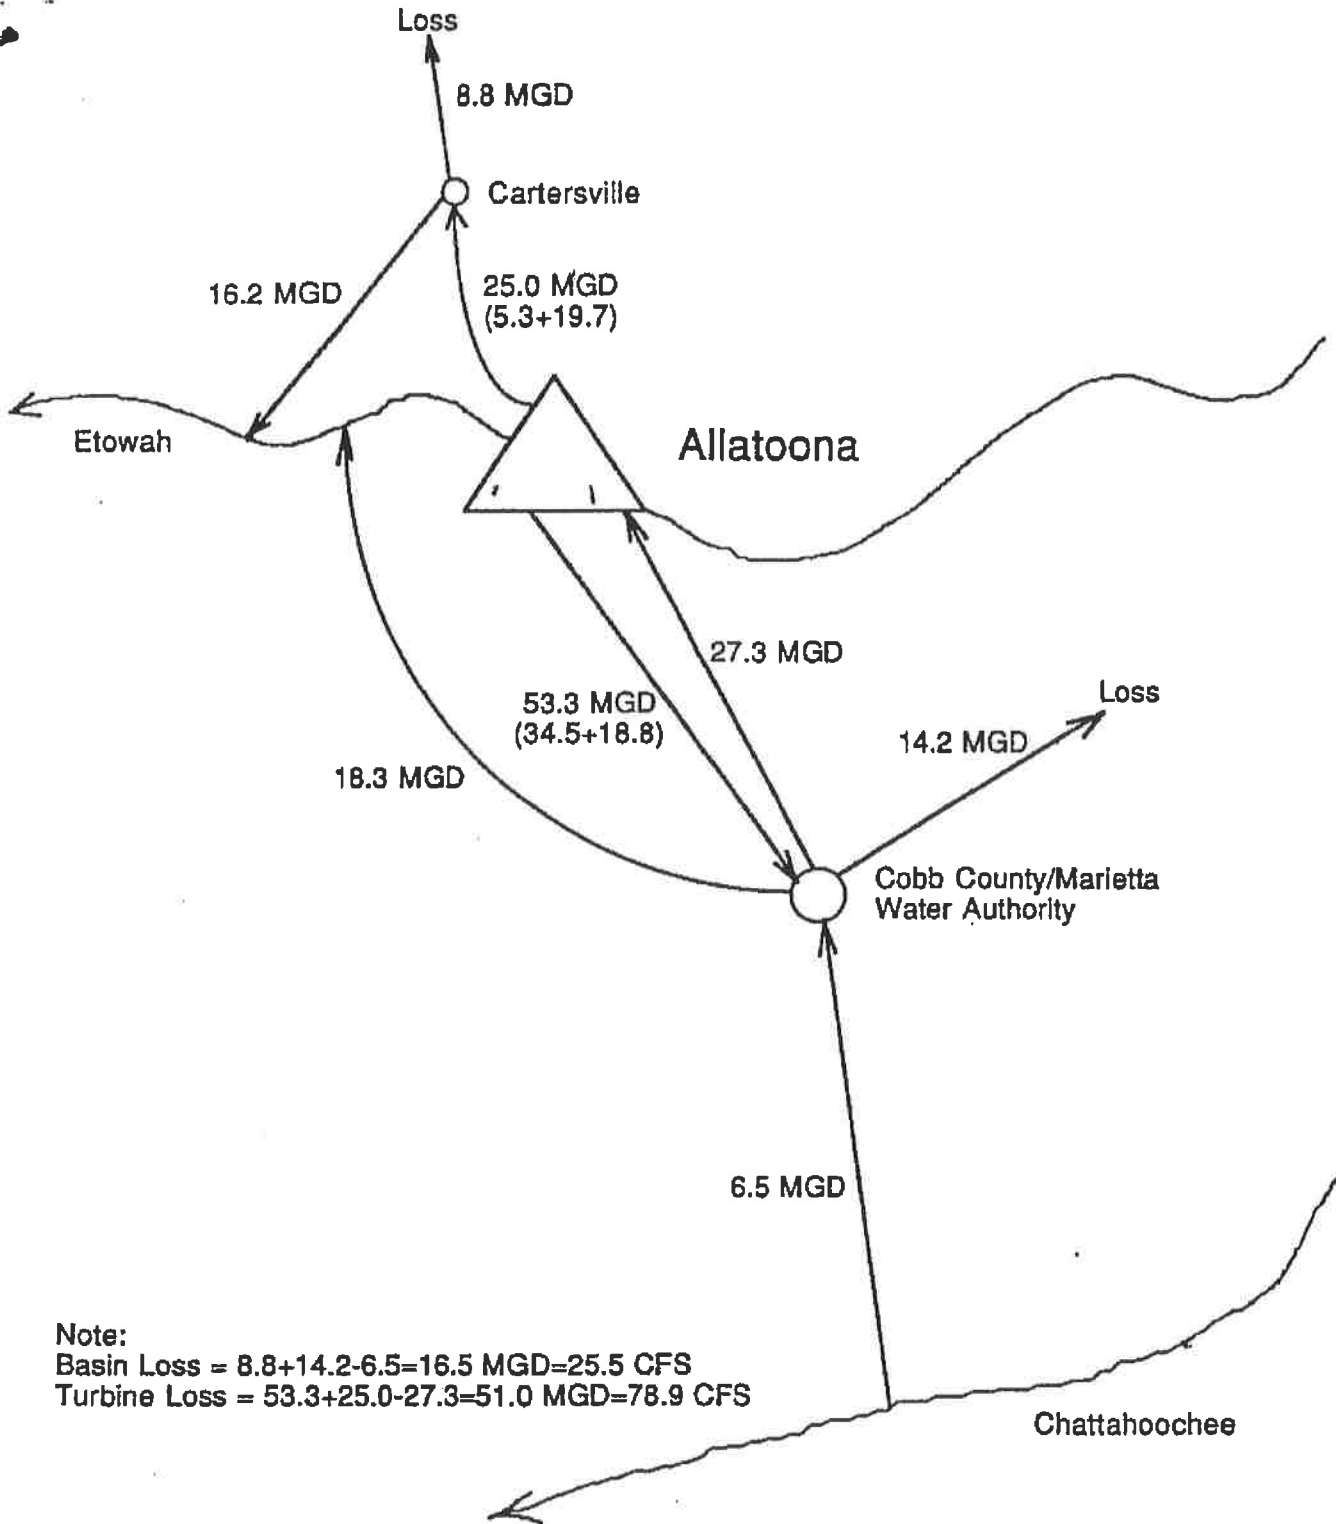 Loss
8.8 MGD
Cartersville
16.2 MGD
25.0 MGD
(5.3+19.7)
Etowah
Allatoona
27.3 MGD
53.3 MGD
(34.5+18.8)
Loss
14.2 MGD
18.3 MGD
Cobb County/Marietta
Water Authority
6.5 MGD
Note:
Basin Loss = 8.8+14.2-6.5=16.5 MGD=25.5 CFS
Turbine Loss = 53.3+25.0-27.3=51.0 MGD=78.9 CFS
Chattahoochee